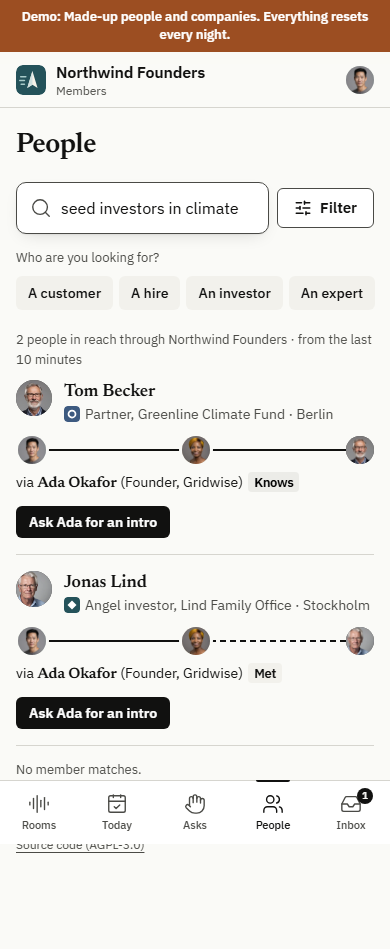 Demo: Made-up people and companies. Everything resets
every night.
Northwind Founders
Members
People
seed investors in climate
Filter
Who are you looking for?
A customer
A hire
An investor
An expert
2 people in reach through Northwind Founders · from the last
10 minutes
Tom Becker
Partner, Greenline Climate Fund · Berlin
via Ada Okafor (Founder, Gridwise) Knows
Ask Ada for an intro
Jonas Lind
Angel investor, Lind Family Office · Stockholm
via Ada Okafor (Founder, Gridwise) Met
Ask Ada for an intro
No member matches.
Rooms
Today
Asks
People
Inbox
1
Source code (AGPL-3.0)